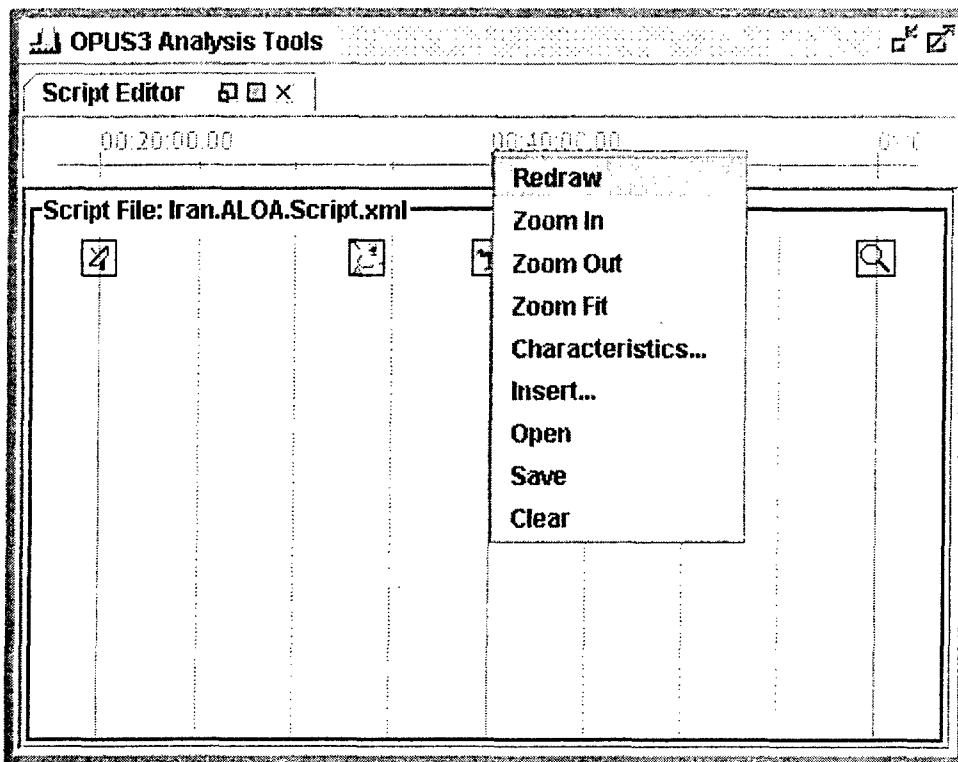 OPUS3 Analysis Tools
Script Editor
00:20:00.00 00:40:00.00
Script File: Iran.ALOA.Script.xml
Redraw
Zoom In
Zoom Out
Zoom Fit
Characteristics...
Insert...
Open
Save
Clear